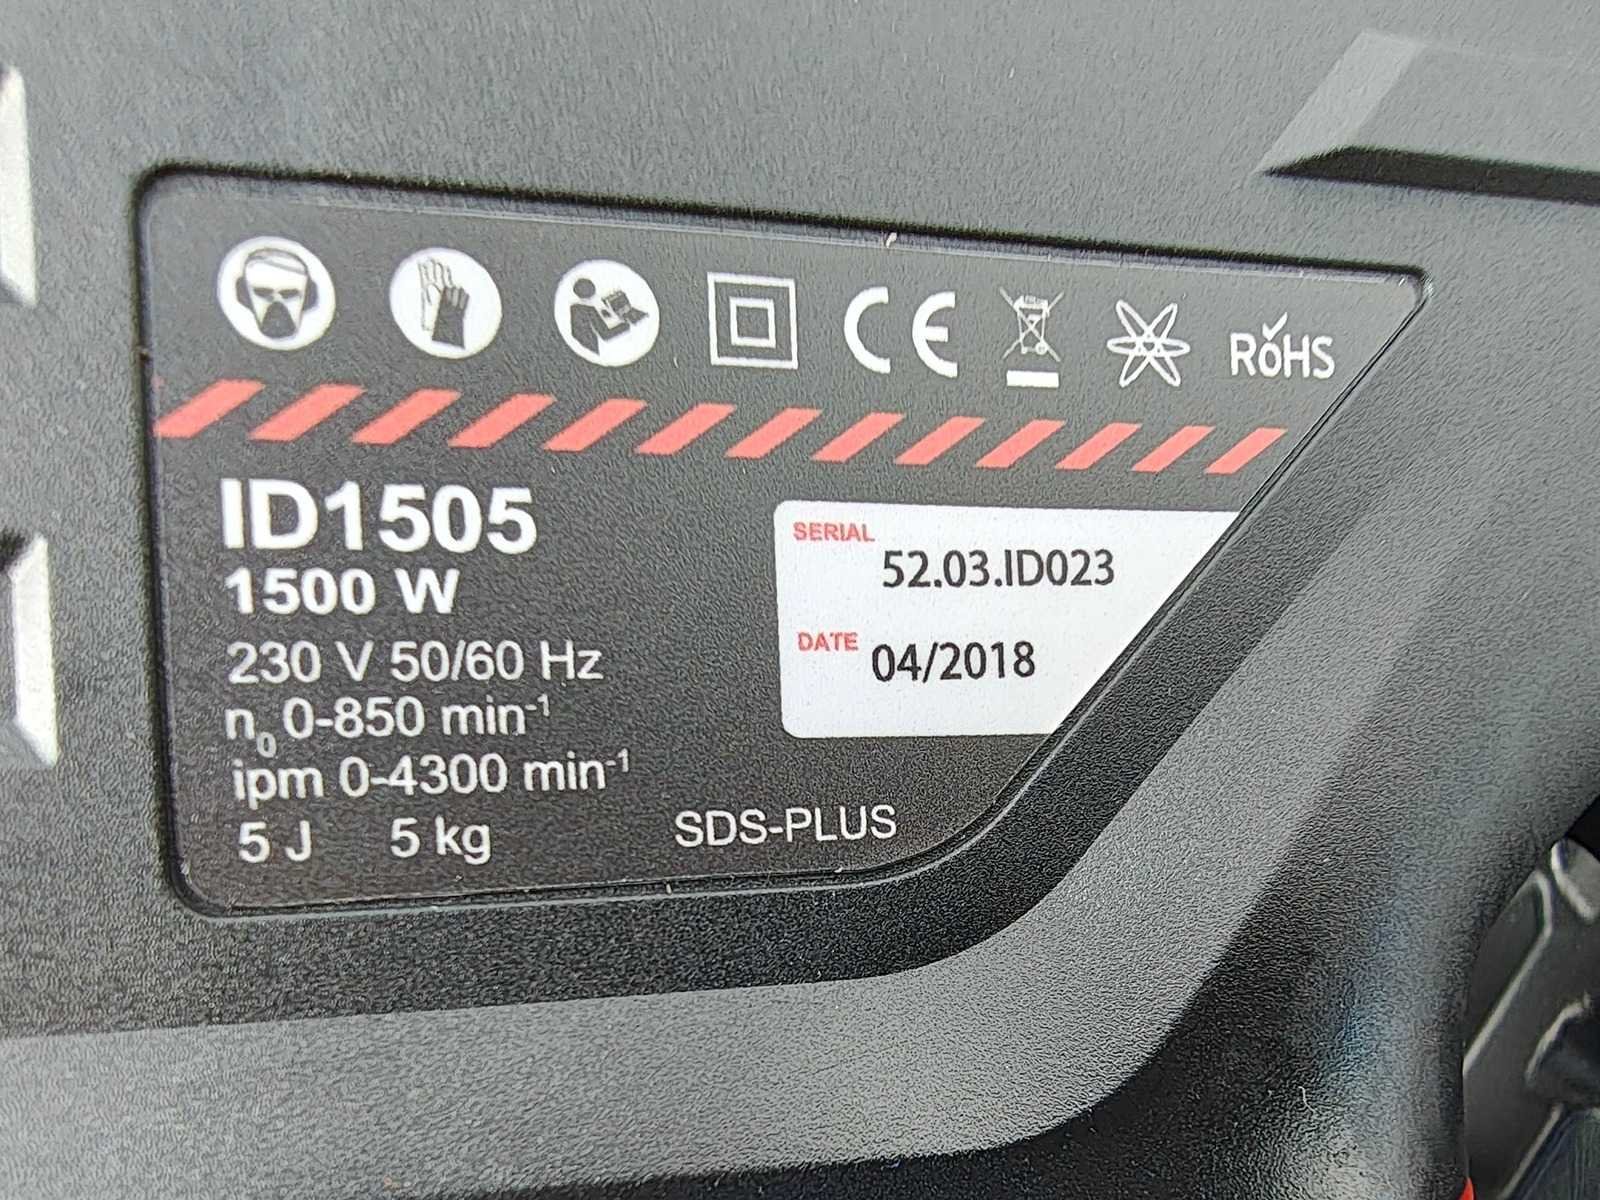 CE RoHS
ID1505
1500 W
230 V 50/60 Hz
n0 0-850 min-1
ipm 0-4300 min-1
5 J 5 kg
SERIAL
52.03.ID023
DATE
04/2018
SDS-PLUS